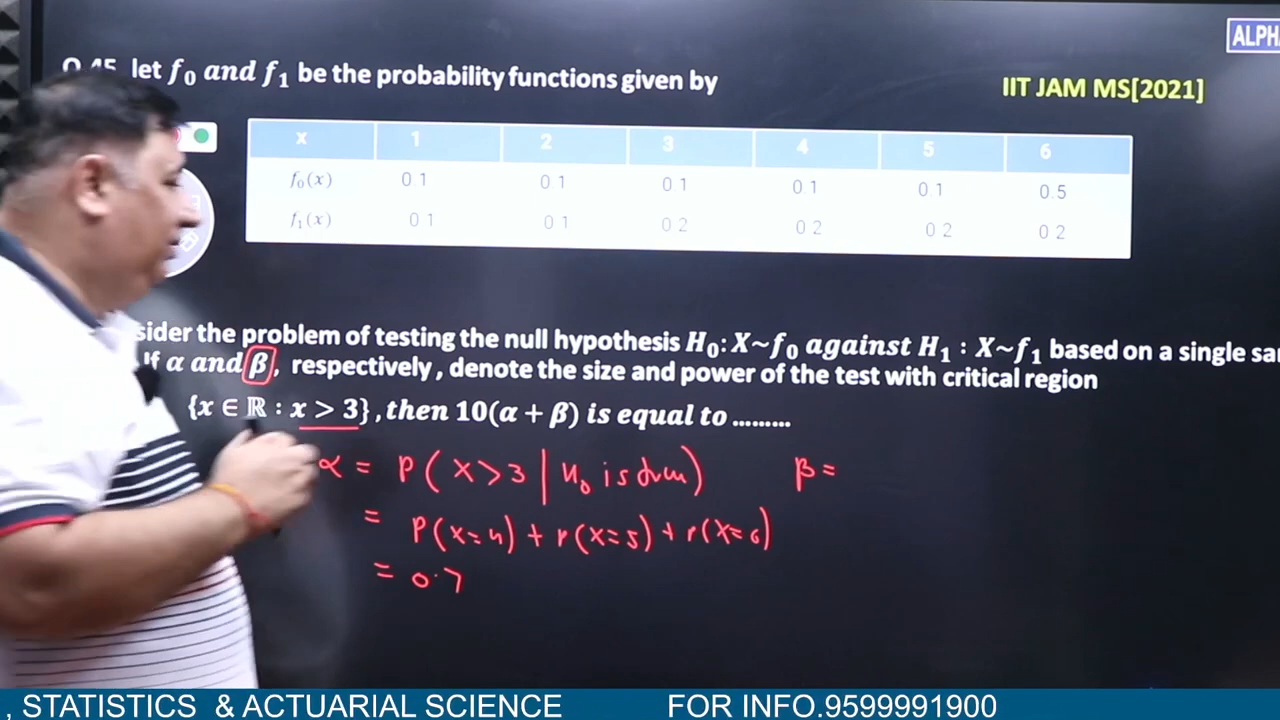 ALPH
Q.45. let f₀ and f₁ be the probability functions given by
IIT JAM MS[2021]
x 1 2 3 4 5 6
f₀(x) 0.1 0.1 0.1 0.1 0.1 0.5
f₁(x) 0.1 0.1 0.2 0.2 0.2 0.2
sider the problem of testing the null hypothesis H₀: X~f₀ against H₁ : X~f₁ based on a single sa
If α and β, respectively, denote the size and power of the test with critical region
{x ∈ ℝ : x > 3}, then 10(α + β) is equal to .........
α = P(X>3 | H₀ is true) β =
= P(X=4) + P(X=5) + P(X=6)
= 0.7
, STATISTICS & ACTUARIAL SCIENCE FOR INFO.9599991900